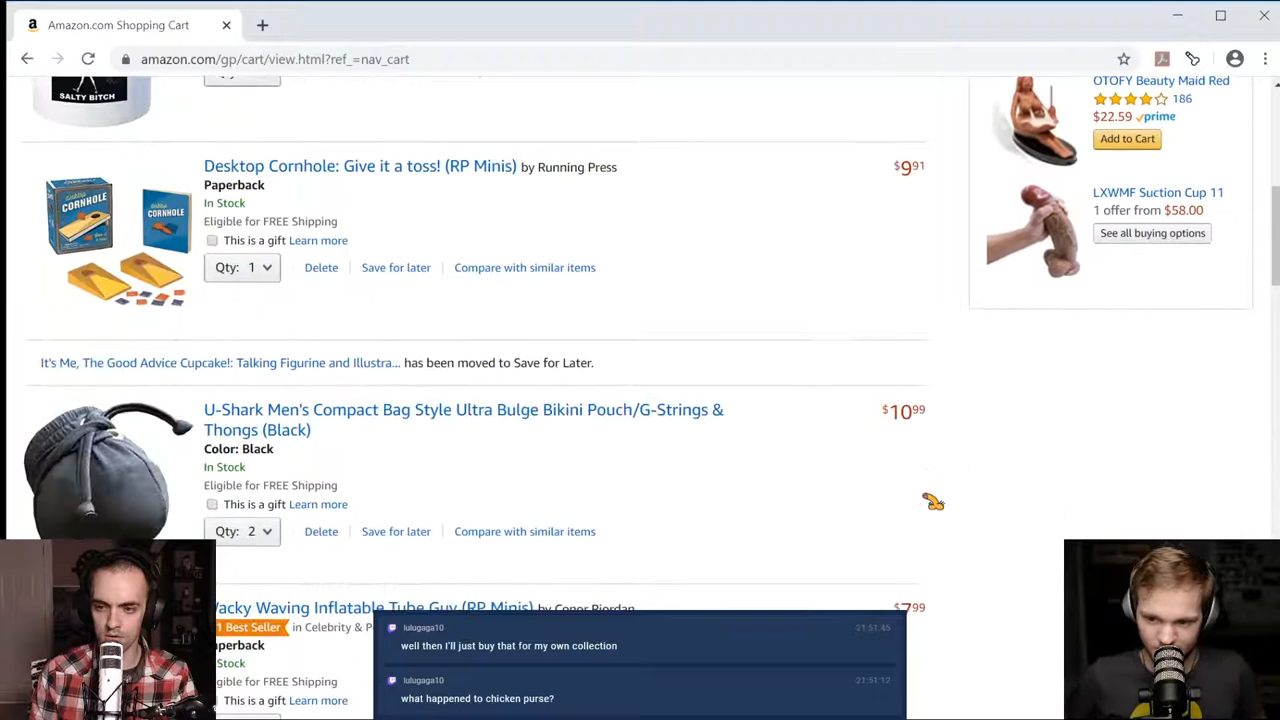 Amazon.com Shopping Cart
amazon.com/gp/cart/view.html?ref_=nav_cart
SALTY BITCH
OTOFY Beauty Maid Red
186
$22.59 prime
Add to Cart
LXWMF Suction Cup 11
1 offer from $58.00
See all buying options
Desktop Cornhole: Give it a toss! (RP Minis) by Running Press
$9.91
Paperback
In Stock
Eligible for FREE Shipping
This is a gift Learn more
Qty: 1
Delete
Save for later
Compare with similar items
CORNHOLE
CORNHOLE
It's Me, The Good Advice Cupcake!: Talking Figurine and Illustra... has been moved to Save for Later.
U-Shark Men's Compact Bag Style Ultra Bulge Bikini Pouch/G-Strings &
Thongs (Black)
$10.99
Color: Black
In Stock
Eligible for FREE Shipping
This is a gift Learn more
Qty: 2
Delete
Save for later
Compare with similar items
Wacky Waving Inflatable Tube Guy (RP Minis) by Conor Riordan
$7.99
1 Best Seller in Celebrity & P
perback
Stock
gible for FREE Shipping
This is a gift Learn more
lulugaga10
21:51:45
well then I'll just buy that for my own collection
lulugaga10
21:51:12
what happened to chicken purse?